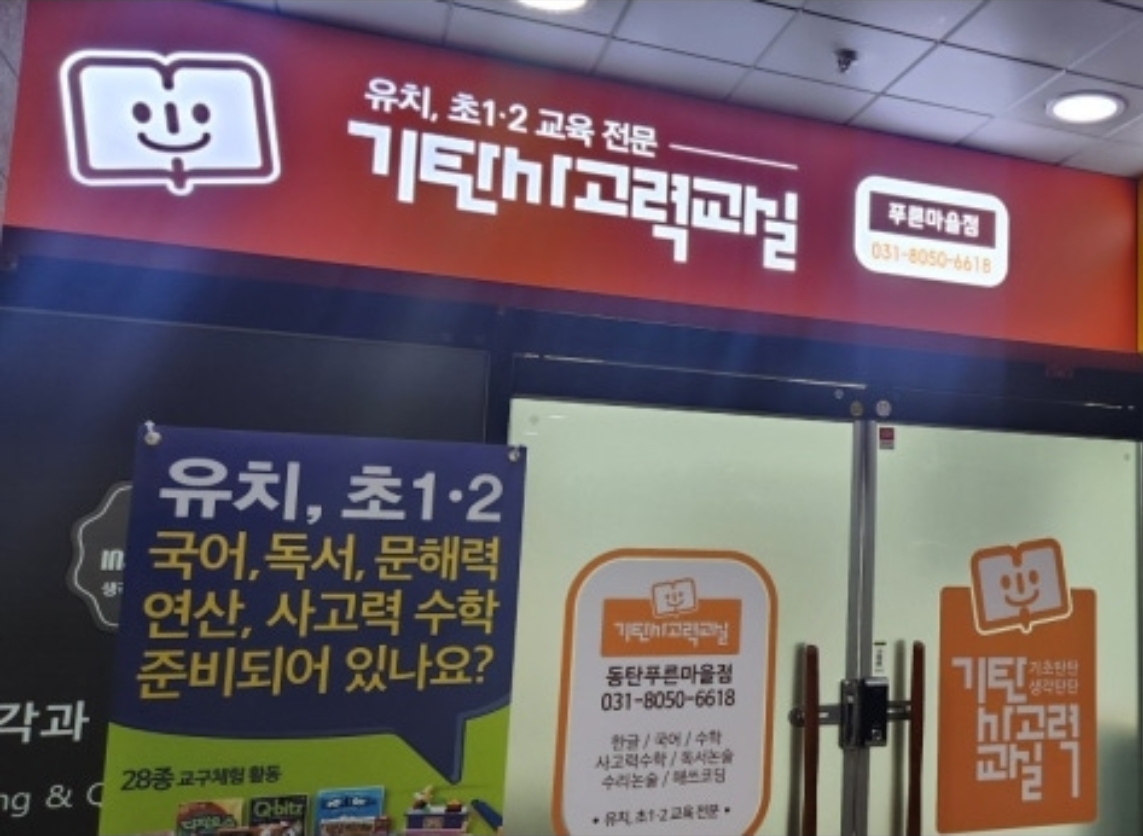 유치, 초1·2 교육 전문
기탄사고력교실
푸른마을점
031-8050-6618
유치, 초1·2
국어, 독서, 문해력
연산, 사고력 수학
준비되어 있나요?
28종 교구체험 활동
Q-bitz
각과
ng & C
기탄사고력교실
동탄푸른마을점
031-8050-6618
한글 / 국어 / 수학
사고력수학 / 독서논술
수리논술 / 매쓰코딩
• 유치, 초1·2 교육 전문 •
기탄 기초탄탄
생각탄탄
사고력
교실